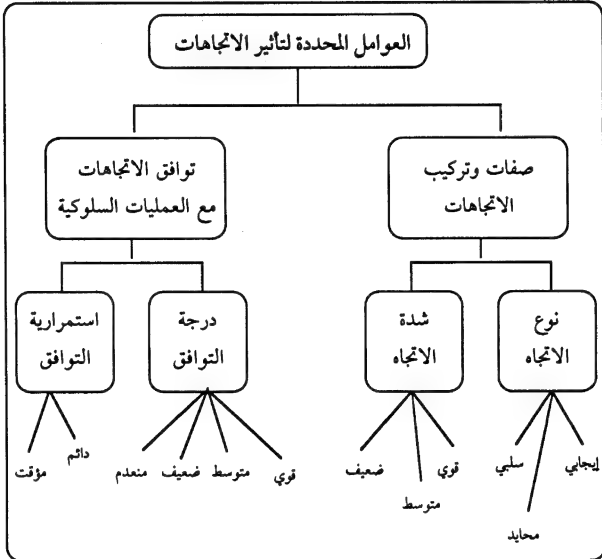 العوامل المحددة لتأثير الاتجاهات
صفات وتركيب
الاتجاهات
توافق الاتجاهات
مع العمليات السلوكية
نوع
الاتجاه
شدة
الاتجاه
درجة
التوافق
استمرارية
التوافق
إيجابي
سلبي
محايد
قوي
ضعيف
متوسط
قوي
متوسط
ضعيف
منعدم
دائم
مؤقت